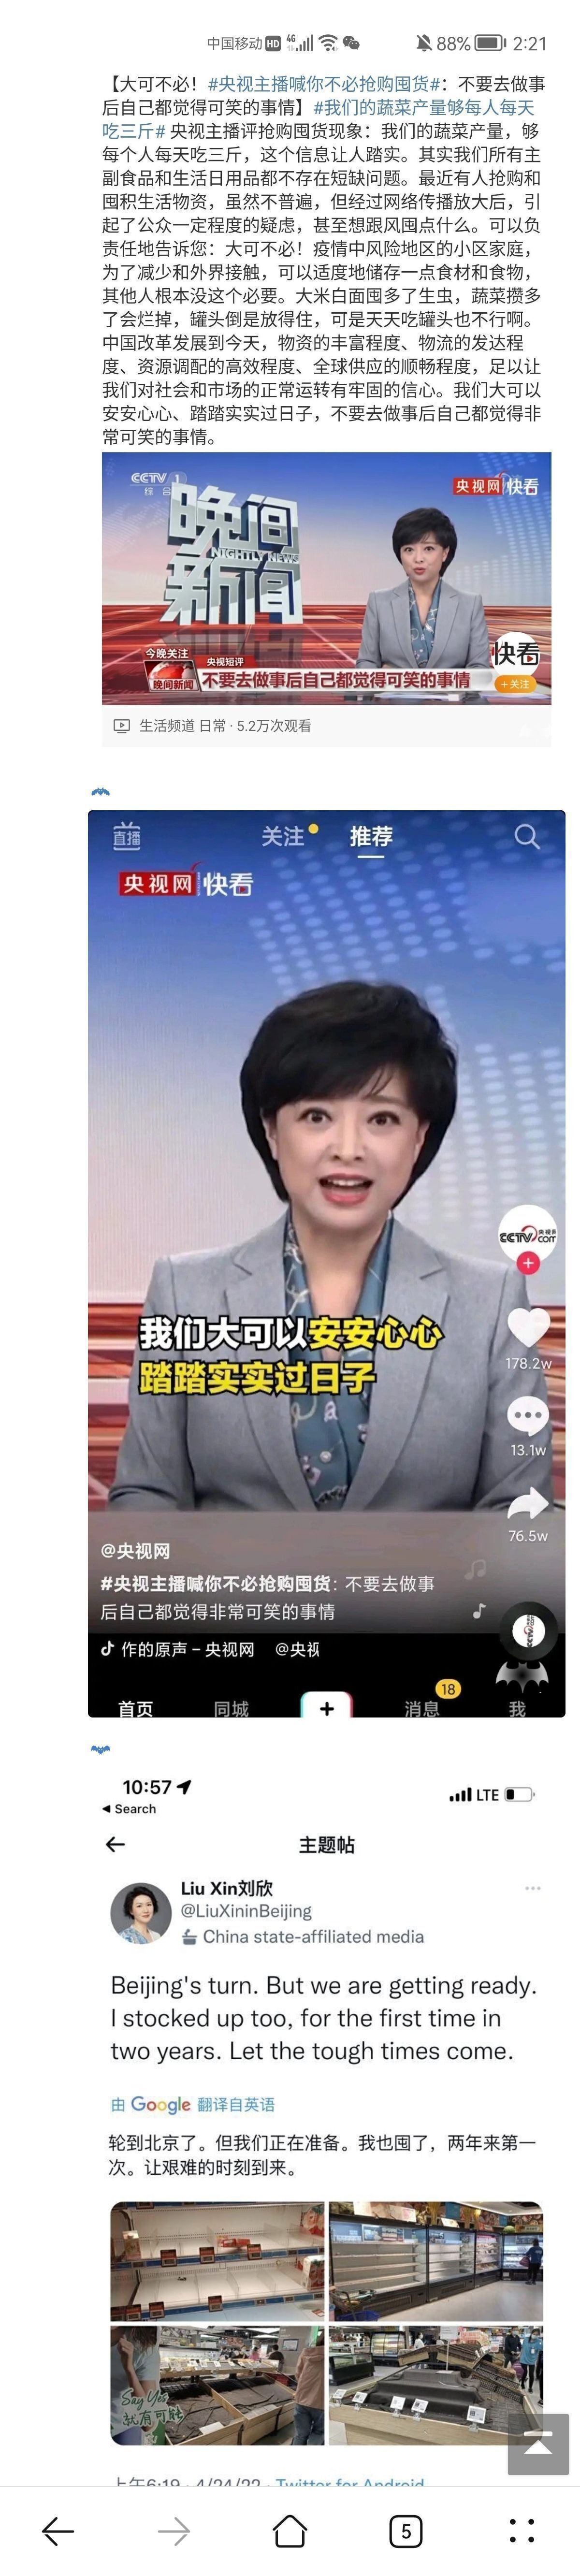 中国移动 HD 4G 88% 2:21
【大可不必！#央视主播喊你不必抢购囤货#：不要去做事
后自己都觉得可笑的事情】#我们的蔬菜产量够每人每天
吃三斤# 央视主播评抢购囤货现象：我们的蔬菜产量，够
每个人每天吃三斤，这个信息让人踏实。其实我们所有主
副食品和生活日用品都不存在短缺问题。最近有人抢购和
囤积生活物资，虽然不普遍，但经过网络传播放大后，引
起了公众一定程度的疑虑，甚至想跟风囤点什么。可以负
责任地告诉您：大可不必！疫情中风险地区的小区家庭，
为了减少和外界接触，可以适度地储存一点食材和食物，
其他人根本没这个必要。大米白面囤多了生虫，蔬菜攒多
了会烂掉，罐头倒是放得住，可是天天吃罐头也不行啊。
中国改革发展到今天，物资的丰富程度、物流的发达程
度、资源调配的高效程度、全球供应的顺畅程度，足以让
我们对社会和市场的正常运转有牢固的信心。我们大可以
安安心心、踏踏实实过日子，不要去做事后自己都觉得非
常可笑的事情。
CCTV 1
综合
央视网 快看
晚间
NIGHTLY NEWS
新闻
快看
今晚关注
央视短评
晚间新闻 不要去做事后自己都觉得可笑的事情
+关注
生活频道 日常 · 5.2万次观看
直播 关注 推荐
央视网 快看
CCTV.com
我们大可以安安心心
踏踏实实过日子
178.2w
13.1w
76.5w
@央视网
#央视主播喊你不必抢购囤货：不要去做事
后自己都觉得非常可笑的事情
作的原声 – 央视网 @央视
18
首页 同城 + 消息 我
10:57 LTE
Search
主题帖
Liu Xin刘欣
@LiuXininBeijing
China state-affiliated media
Beijing's turn. But we are getting ready.
I stocked up too, for the first time in
two years. Let the tough times come.
由 Google 翻译自英语
轮到北京了。但我们正在准备。我也囤了，两年来第一
次。让艰难的时刻到来。
Say Yes
就有可能
上午6:19 · 4/24/22 · Twitter for Android
5